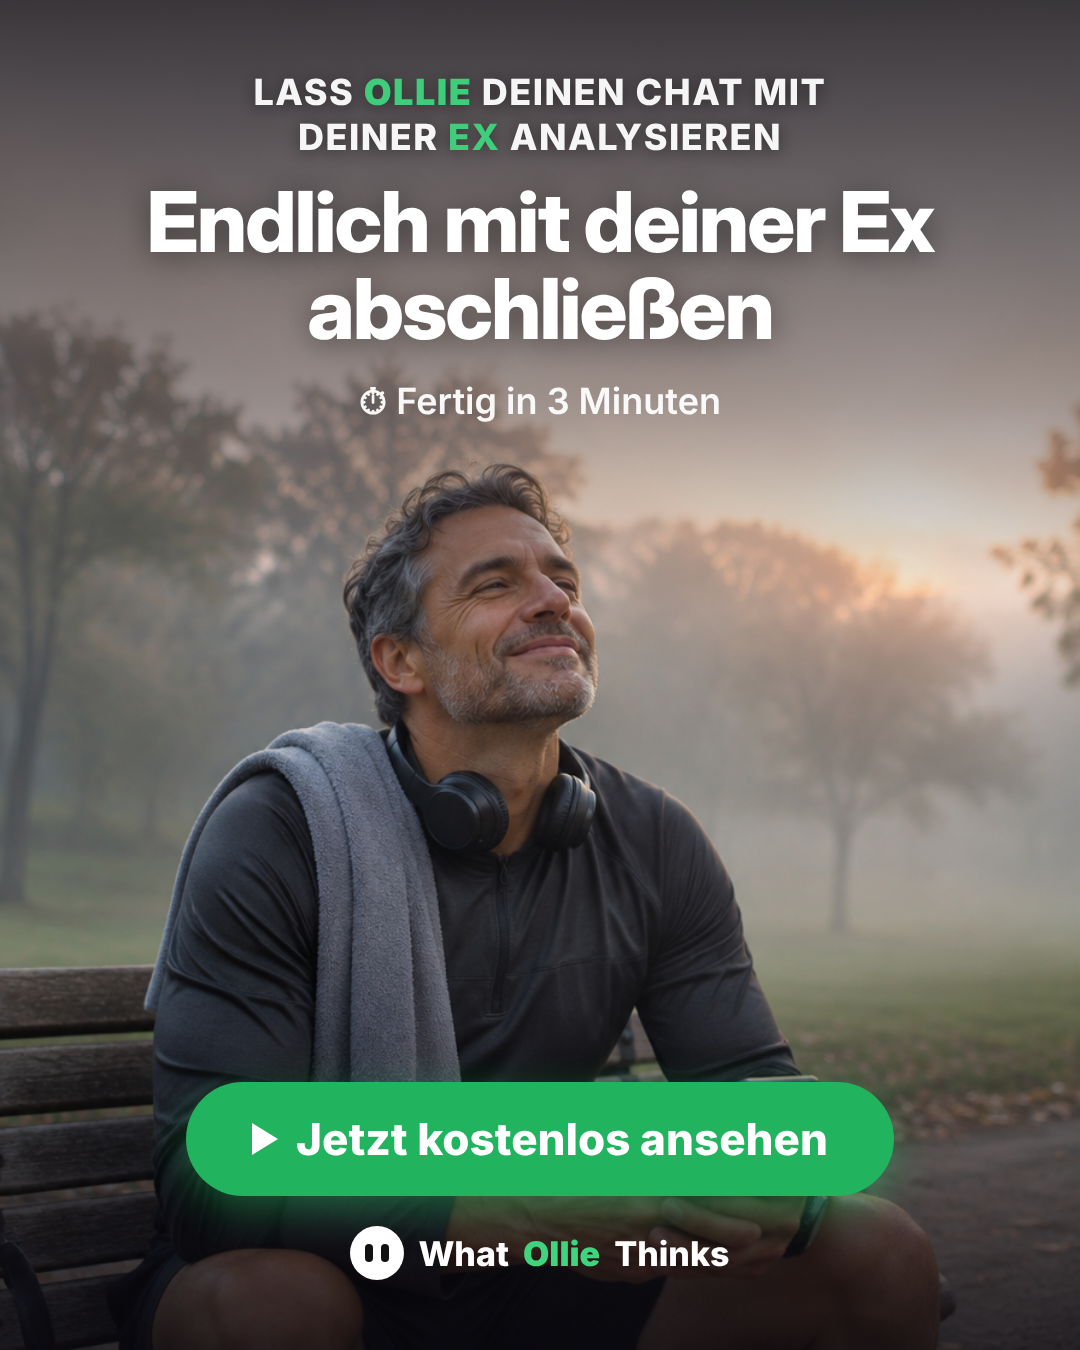 LASS OLLIE DEINEN CHAT MIT
DEINER EX ANALYSIEREN
Endlich mit deiner Ex
abschließen
⏱ Fertig in 3 Minuten
▶ Jetzt kostenlos ansehen
What Ollie Thinks